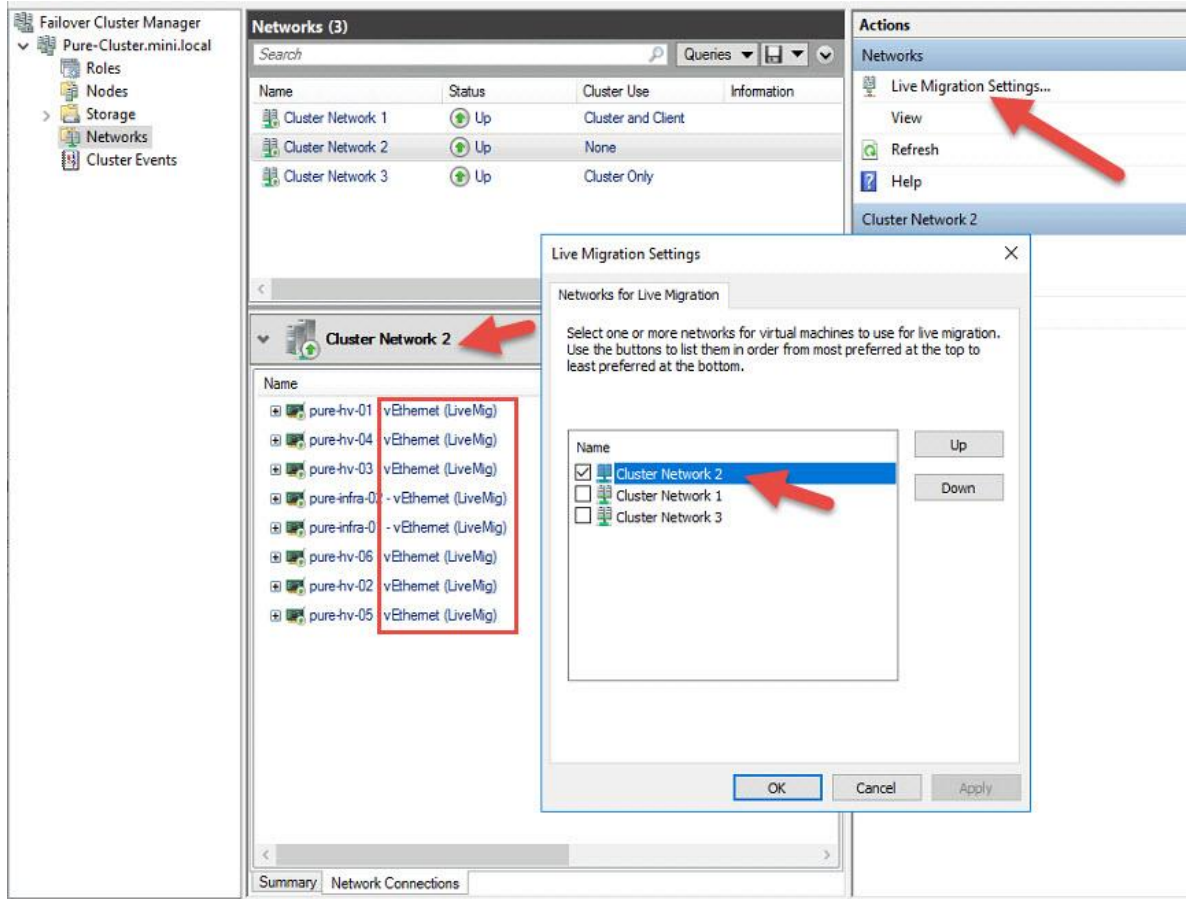 Failover Cluster Manager
Pure-Cluster.mini.local
Roles
Nodes
Storage
Networks
Cluster Events
Networks (3)
Search
Queries
Name Status Cluster Use Information
Cluster Network 1 Up Cluster and Client
Cluster Network 2 Up None
Cluster Network 3 Up Cluster Only
Cluster Network 2
Name
pure-hv-01 vEthernet (LiveMig)
pure-hv-04 vEthernet (LiveMig)
pure-hv-03 vEthernet (LiveMig)
pure-infra-02 - vEthernet (LiveMig)
pure-infra-01 - vEthernet (LiveMig)
pure-hv-06 vEthernet (LiveMig)
pure-hv-02 vEthernet (LiveMig)
pure-hv-05 vEthernet (LiveMig)
Summary Network Connections
Actions
Networks
Live Migration Settings...
View
Refresh
Help
Cluster Network 2
Live Migration Settings
Networks for Live Migration
Select one or more networks for virtual machines to use for live migration.
Use the buttons to list them in order from most preferred at the top to
least preferred at the bottom.
Name
Cluster Network 2
Cluster Network 1
Cluster Network 3
Up
Down
OK Cancel Apply